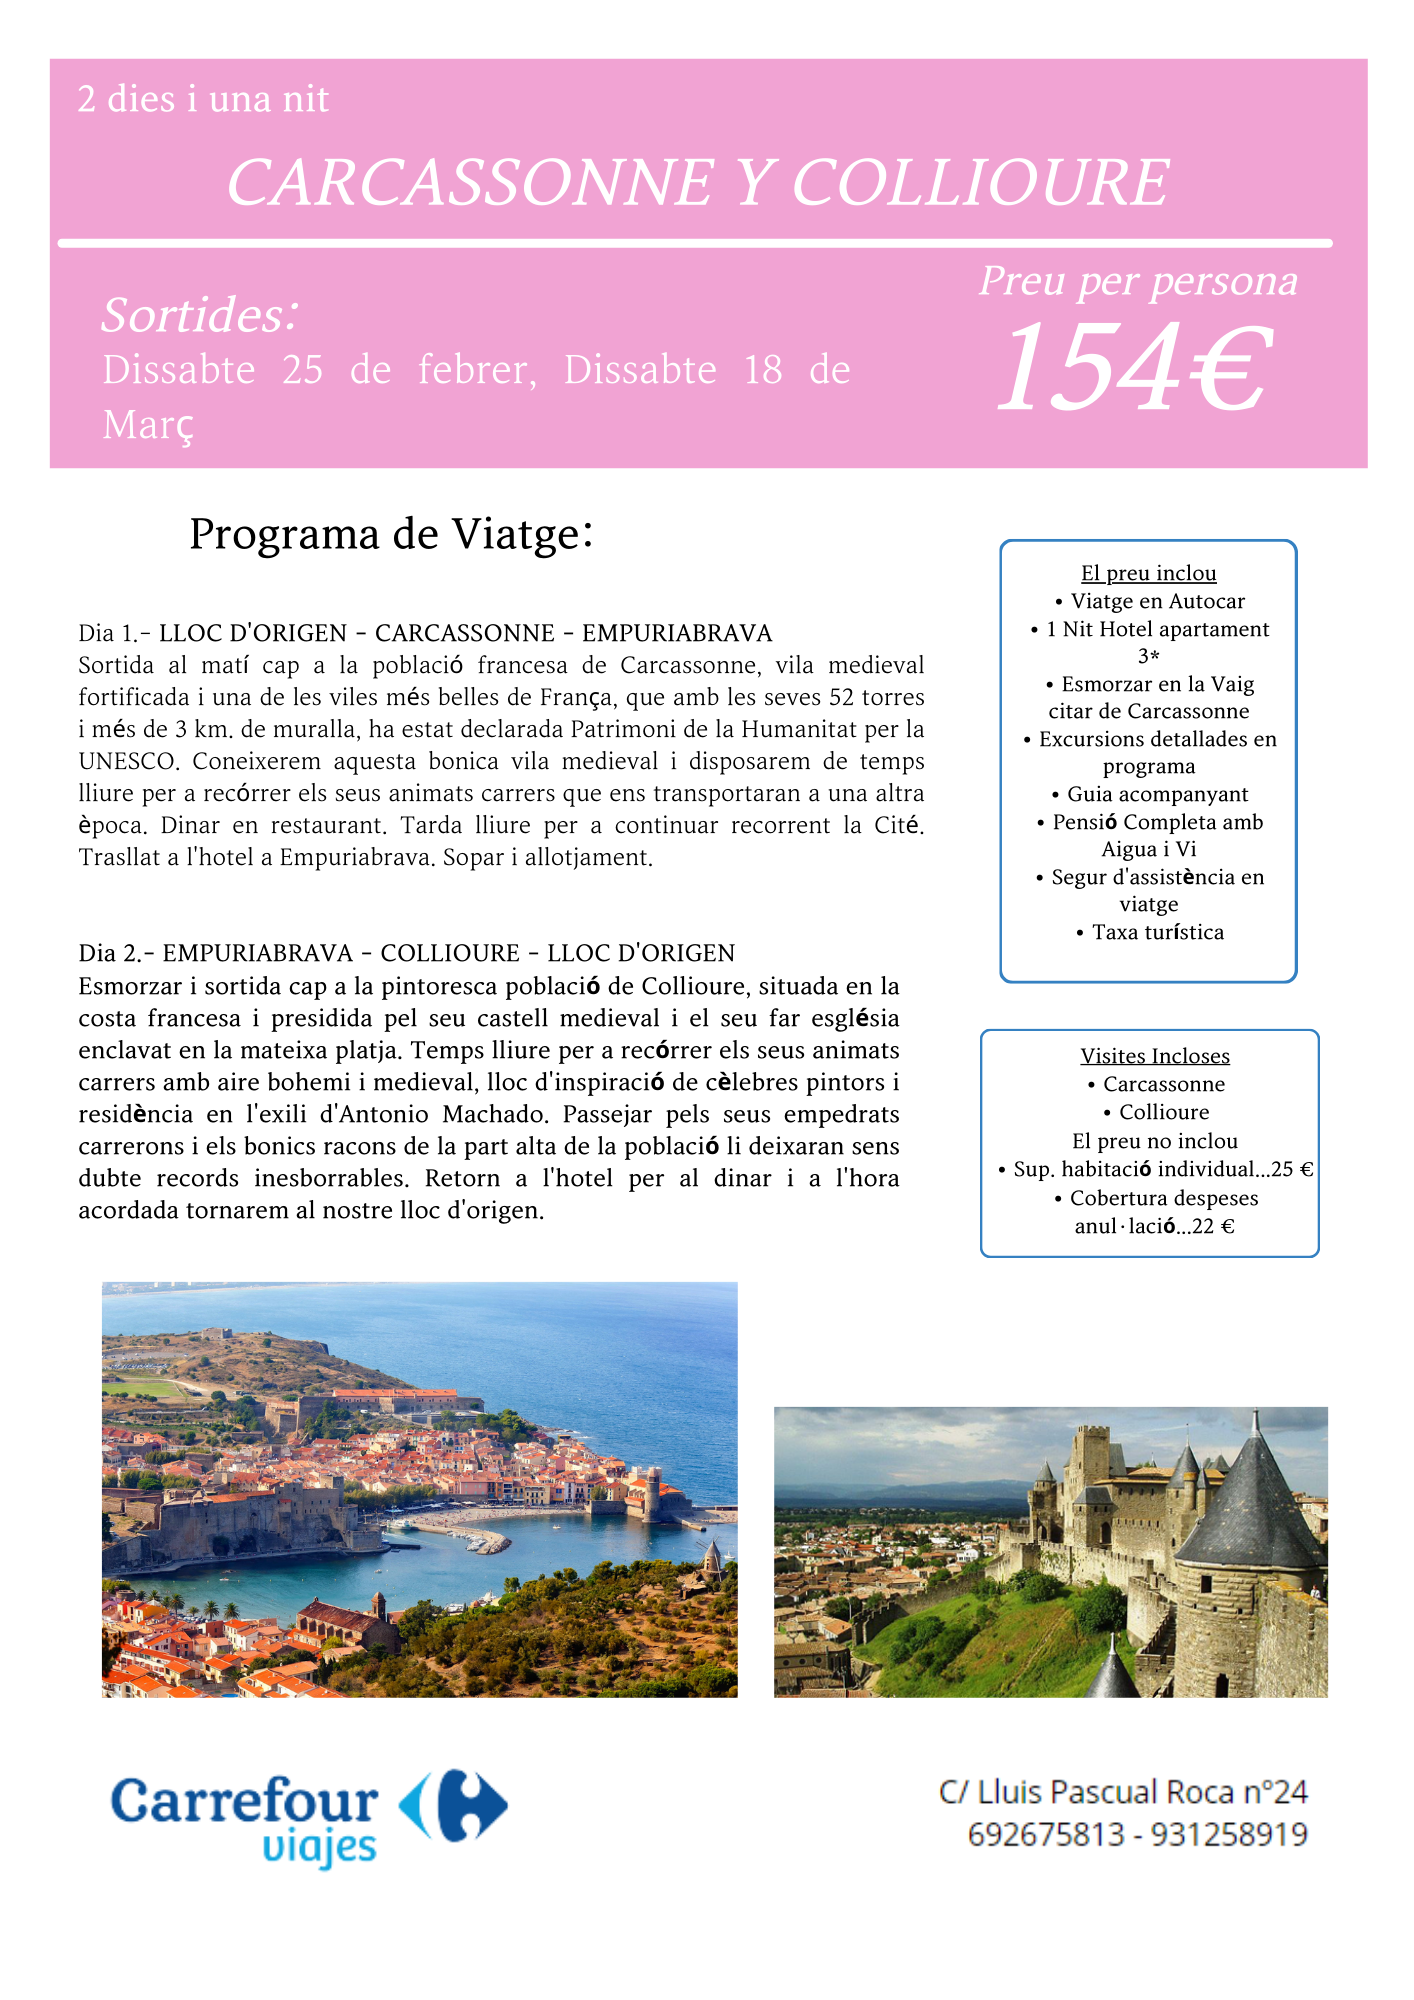 2 dies i una nit
CARCASSONNE Y COLLIOURE
Sortides:
Dissabte 25 de febrer, Dissabte 18 de
Març
Preu per persona
154€
Programa de Viatge:
Dia 1.- LLOC D'ORIGEN - CARCASSONNE - EMPURIABRAVA
Sortida al matí cap a la població francesa de Carcassonne, vila medieval
fortificada i una de les viles més belles de França, que amb les seves 52 torres
i més de 3 km. de muralla, ha estat declarada Patrimoni de la Humanitat per la
UNESCO. Coneixerem aquesta bonica vila medieval i disposarem de temps
lliure per a recórrer els seus animats carrers que ens transportaran a una altra
època. Dinar en restaurant. Tarda lliure per a continuar recorrent la Cité.
Trasllat a l'hotel a Empuriabrava. Sopar i allotjament.
Dia 2.- EMPURIABRAVA - COLLIOURE - LLOC D'ORIGEN
Esmorzar i sortida cap a la pintoresca població de Collioure, situada en la
costa francesa i presidida pel seu castell medieval i el seu far església
enclavat en la mateixa platja. Temps lliure per a recórrer els seus animats
carrers amb aire bohemi i medieval, lloc d'inspiració de cèlebres pintors i
residència en l'exili d'Antonio Machado. Passejar pels seus empedrats
carrerons i els bonics racons de la part alta de la població li deixaran sens
dubte records inesborrables. Retorn a l'hotel per al dinar i a l'hora
acordada tornarem al nostre lloc d'origen.
El preu inclou
• Viatge en Autocar
• 1 Nit Hotel apartament
3*
• Esmorzar en la Vaig
citar de Carcassonne
• Excursions detallades en
programa
• Guia acompanyant
• Pensió Completa amb
Aigua i Vi
• Segur d'assistència en
viatge
• Taxa turística
Visites Incloses
• Carcassonne
• Collioure
El preu no inclou
• Sup. habitació individual...25 €
• Cobertura despeses
anul·lació...22 €
Carrefour
viajes
C/ Lluis Pascual Roca nº24
692675813 - 931258919